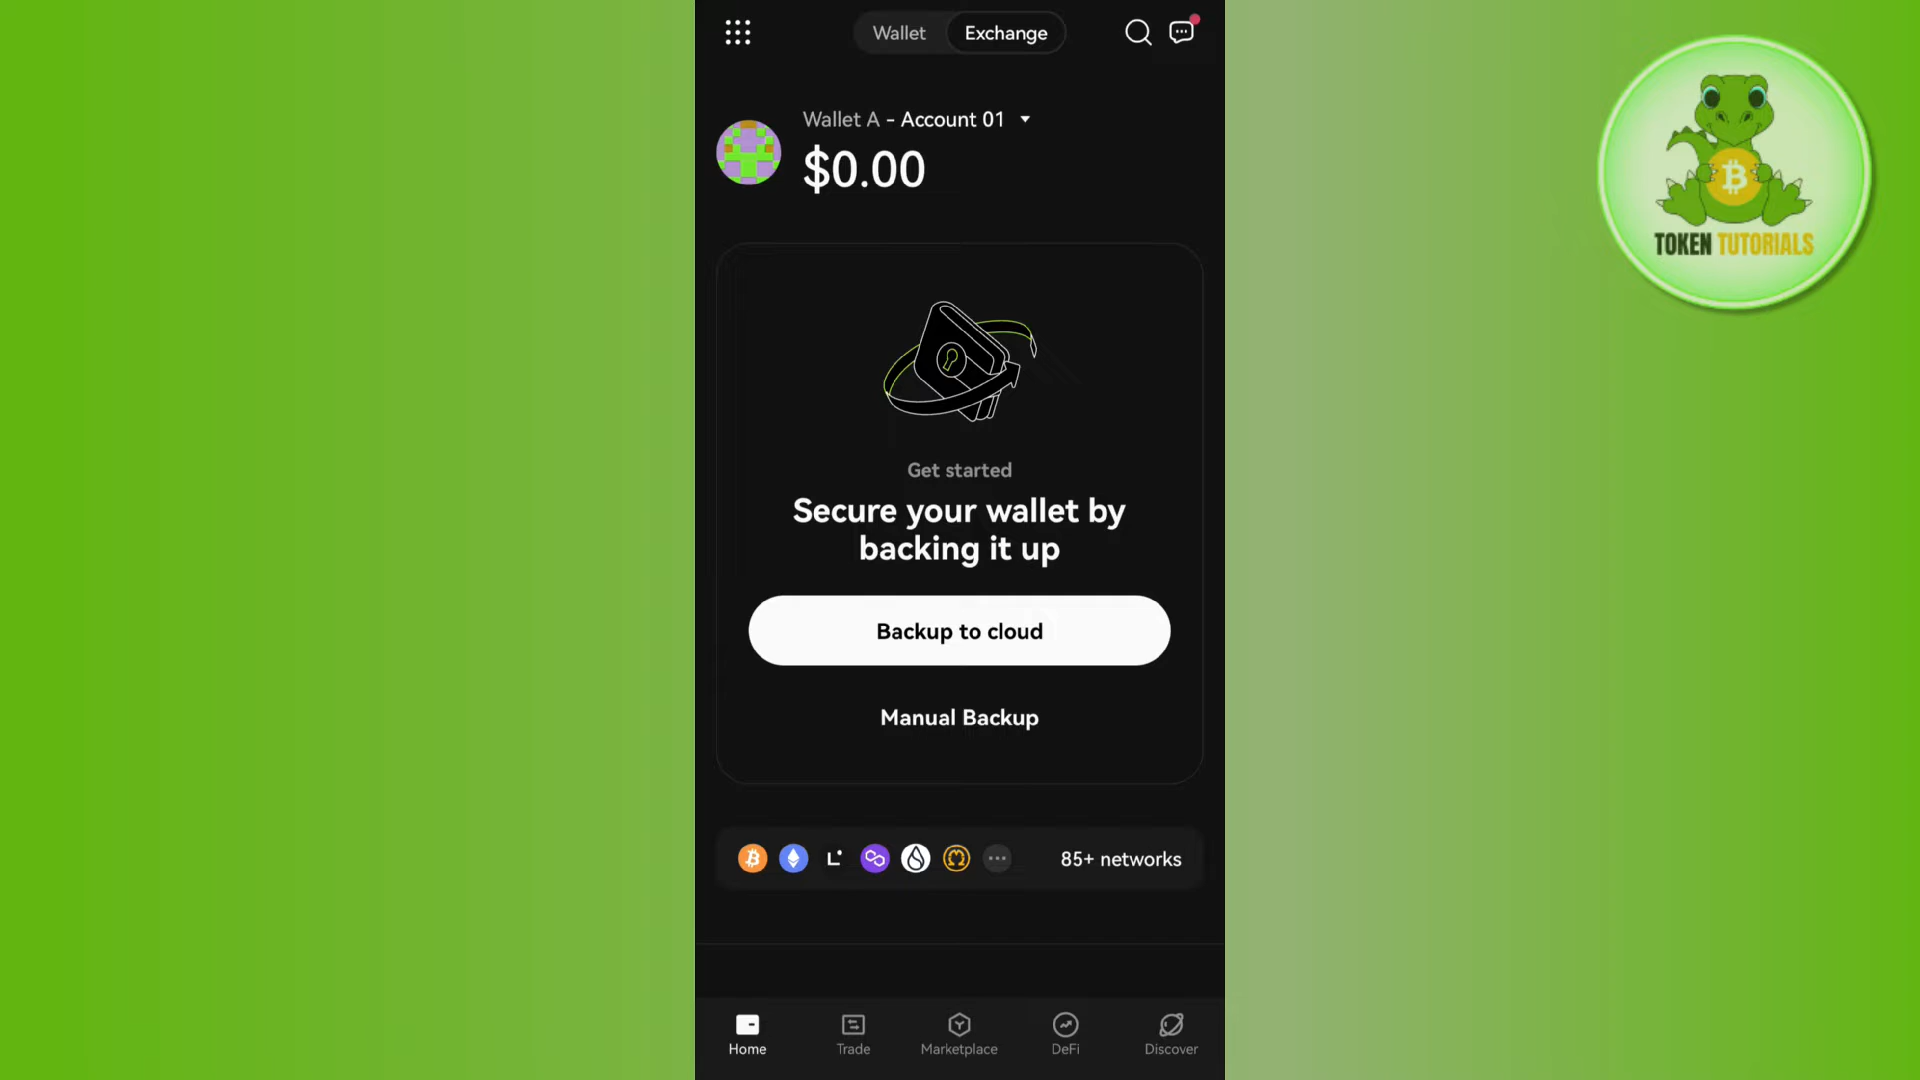 Wallet
Exchange
Wallet A - Account 01
$0.00
Get started
Secure your wallet by
backing it up
Backup to cloud
Manual Backup
85+ networks
Home
Trade
Marketplace
DeFi
Discover
TOKEN TUTORIALS